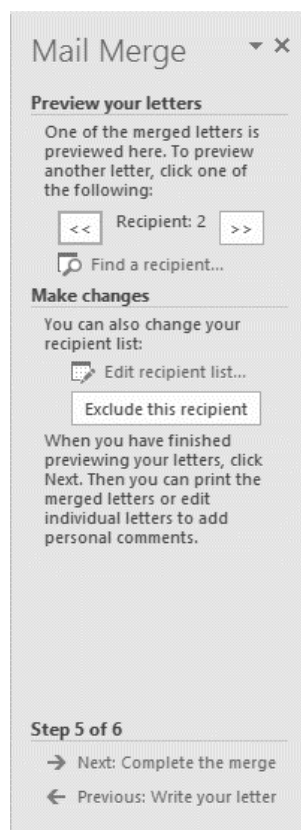 Mail Merge
Preview your letters
One of the merged letters is
previewed here. To preview
another letter, click one of
the following:
<< Recipient: 2 >>
Find a recipient...
Make changes
You can also change your
recipient list:
Edit recipient list...
Exclude this recipient
When you have finished
previewing your letters, click
Next. Then you can print the
merged letters or edit
individual letters to add
personal comments.
Step 5 of 6
Next: Complete the merge
Previous: Write your letter